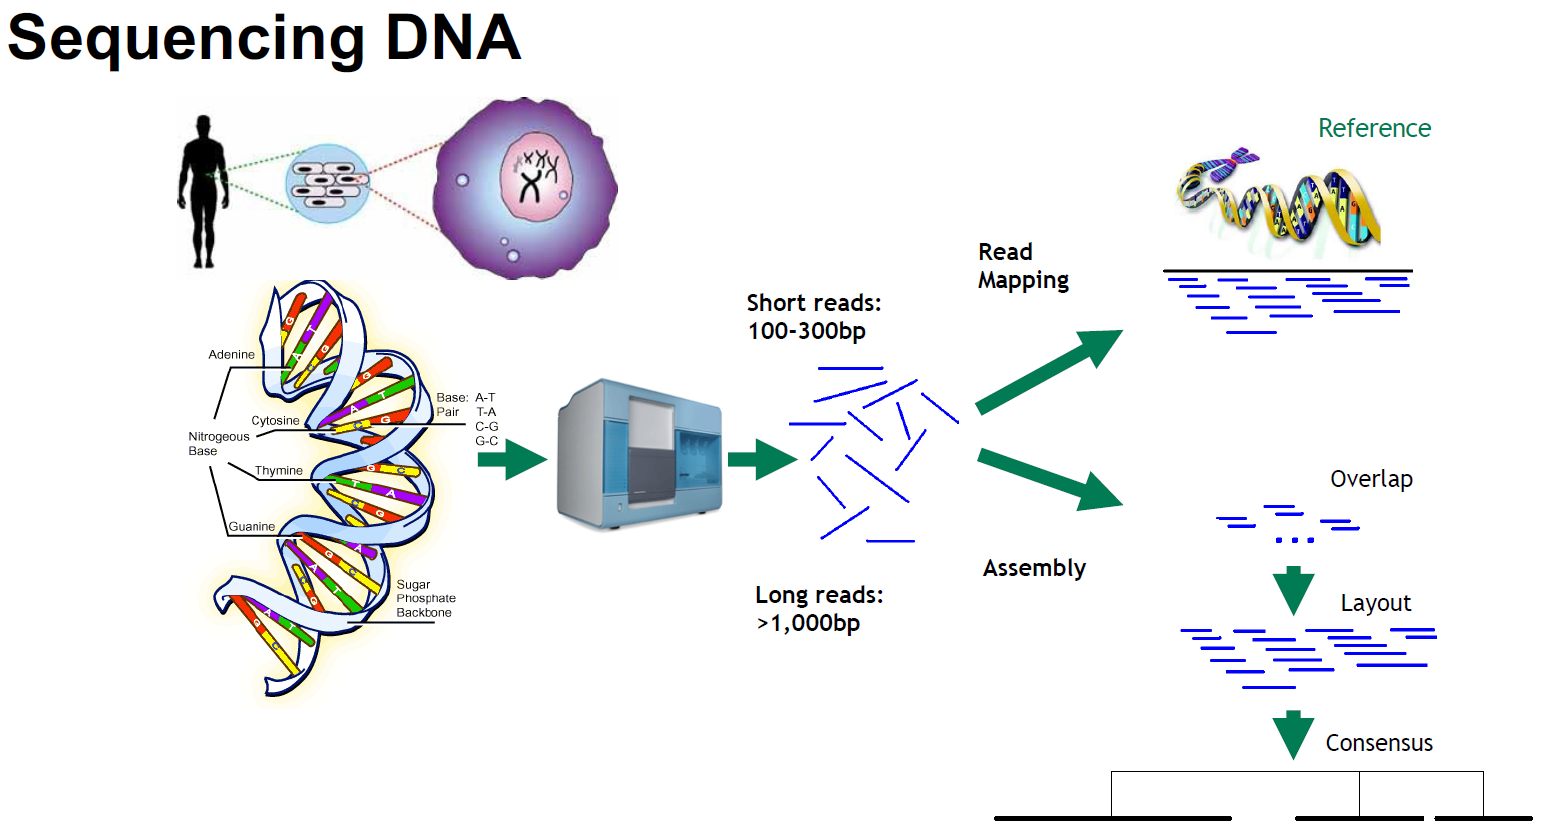 Sequencing DNA
Reference
Read
Mapping
Short reads:
100-300bp
Adenine
Base: A-T
Pair T-A
C-G
G-C
Cytosine
Nitrogeous
Base
Thymine
Guanine
Sugar
Phosphate
Backbone
Long reads:
>1,000bp
Assembly
Overlap
Layout
Consensus